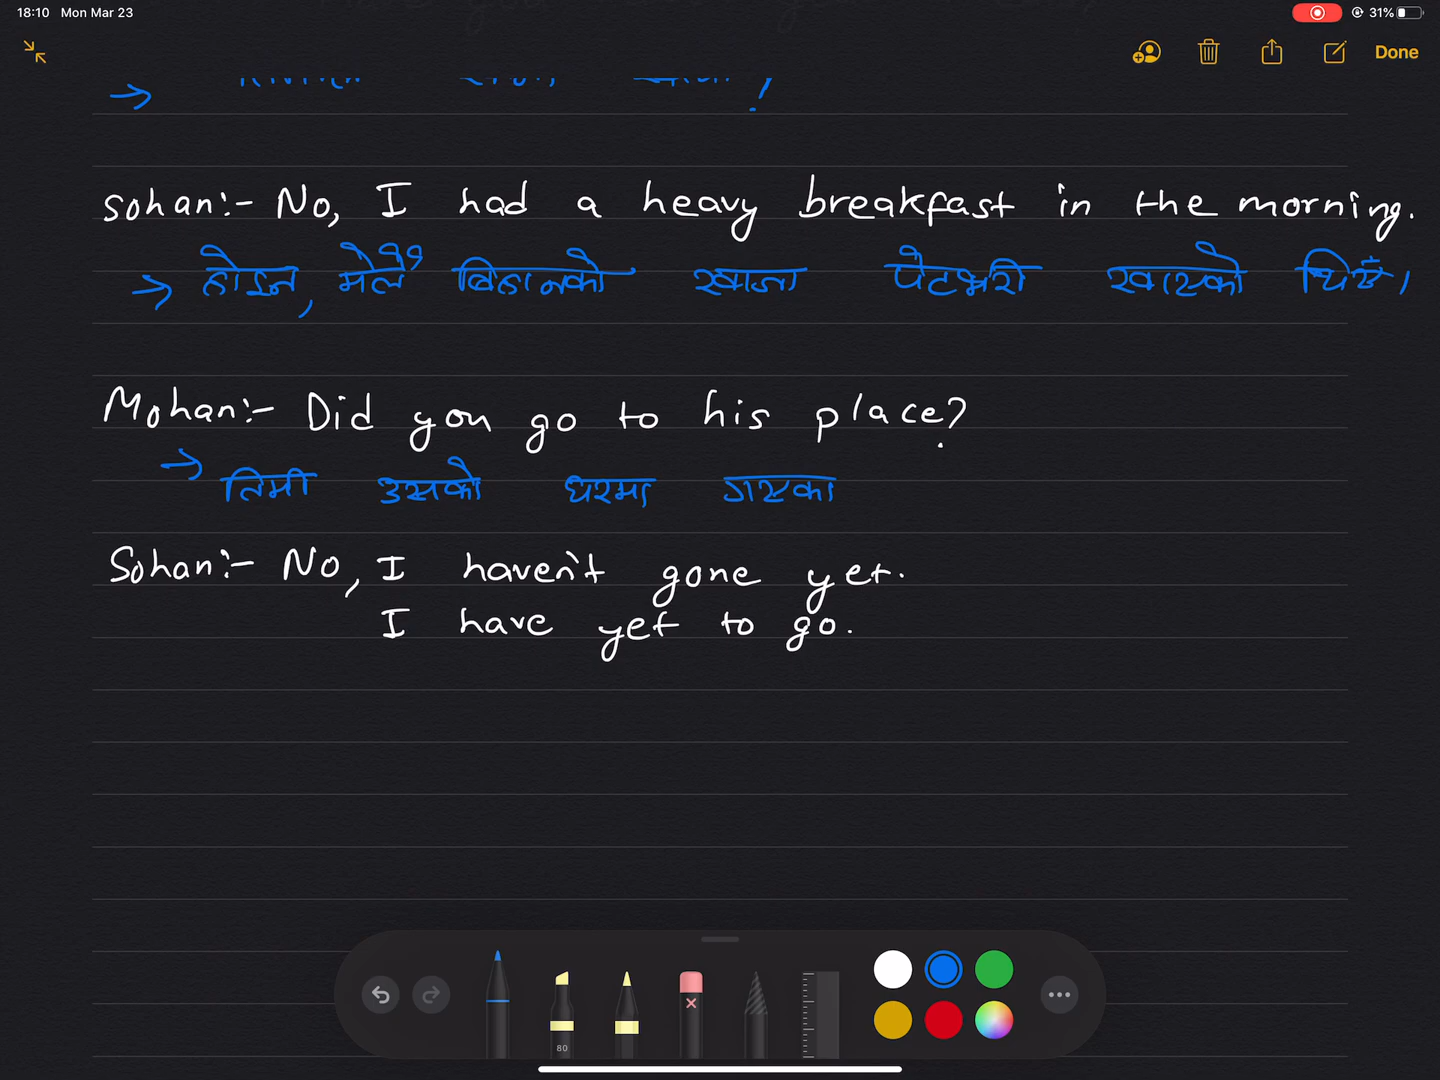 18:10 Mon Mar 23
31%
Done
Sohan:- No, I had a heavy breakfast in the morning.
→ होइन, मैले बिहानको खाजा पेटभरी खाएको थिएँ।
Mohan:- Did you go to his place?
→ तिमी उसको घरमा गएका
Sohan:- No, I haven't gone yet.
I have yet to go.
80